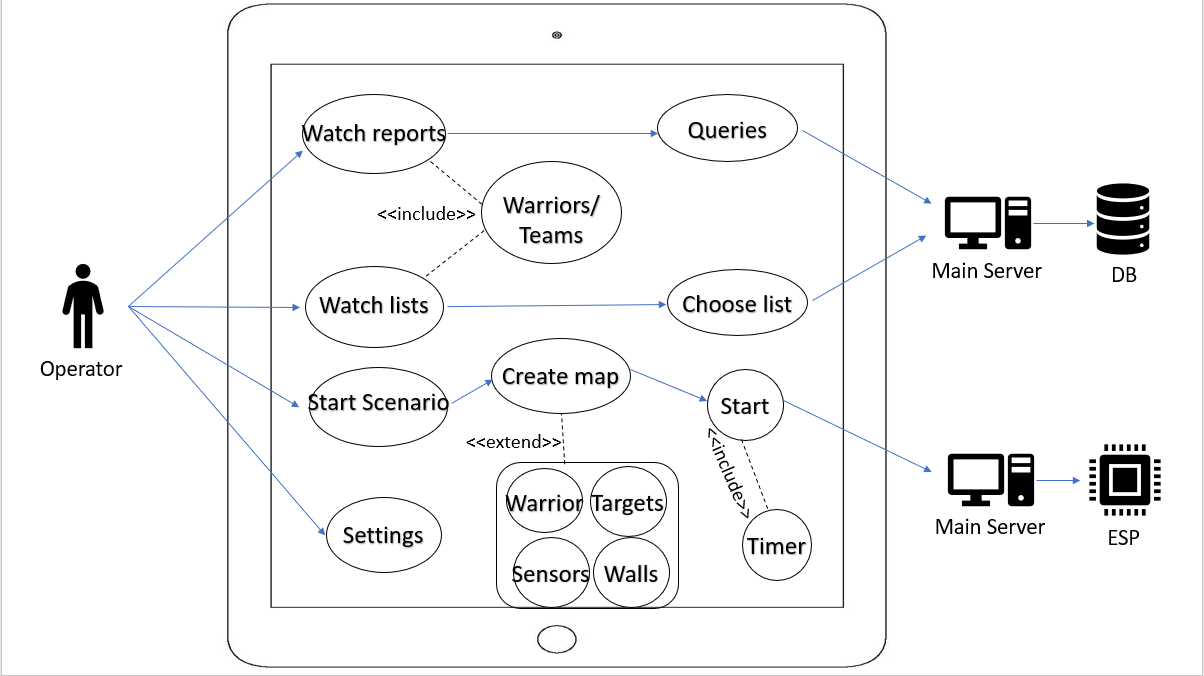 Watch reports
Queries
Warriors/
Teams
<<include>>
Main Server
DB
Watch lists
Choose list
Operator
Create map
Start Scenario
Start
<<extend>>
<<include>>
Warrior
Targets
Sensors
Walls
Settings
Timer
Main Server
ESP